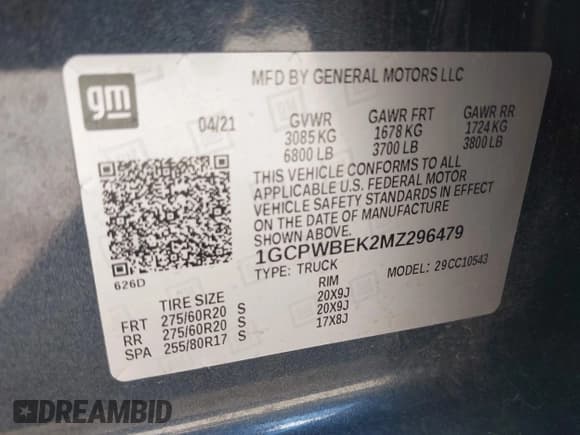 gm
MFD BY GENERAL MOTORS LLC
04/21 GVWR GAWR FRT GAWR RR
3085 KG 1678 KG 1724 KG
6800 LB 3700 LB 3800 LB
THIS VEHICLE CONFORMS TO ALL
APPLICABLE U.S. FEDERAL MOTOR
VEHICLE SAFETY STANDARDS IN EFFECT
ON THE DATE OF MANUFACTURE
SHOWN ABOVE.
1GCPWBEK2MZ296479
626D
TYPE: TRUCK MODEL: 29CC10543
TIRE SIZE RIM
FRT 275/60R20 S 20X9J
RR 275/60R20 S 20X9J
SPA 255/80R17 S 17X8J
DREAMBID